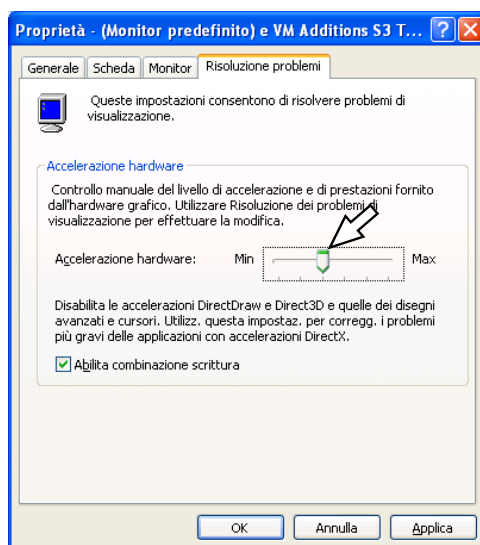 Proprietà - (Monitor predefinito) e VM Additions S3 T...
Generale Scheda Monitor Risoluzione problemi
Queste impostazioni consentono di risolvere problemi di
visualizzazione.
Accelerazione hardware
Controllo manuale del livello di accelerazione e di prestazioni fornito
dall'hardware grafico. Utilizzare Risoluzione dei problemi di
visualizzazione per effettuare la modifica.
Accelerazione hardware: Min Max
Disabilita le accelerazioni DirectDraw e Direct3D e quelle dei disegni
avanzati e cursori. Utilizz. questa impostaz. per corregg. i problemi
più gravi delle applicazioni con accelerazioni DirectX.
Abilita combinazione scrittura
OK Annulla Applica